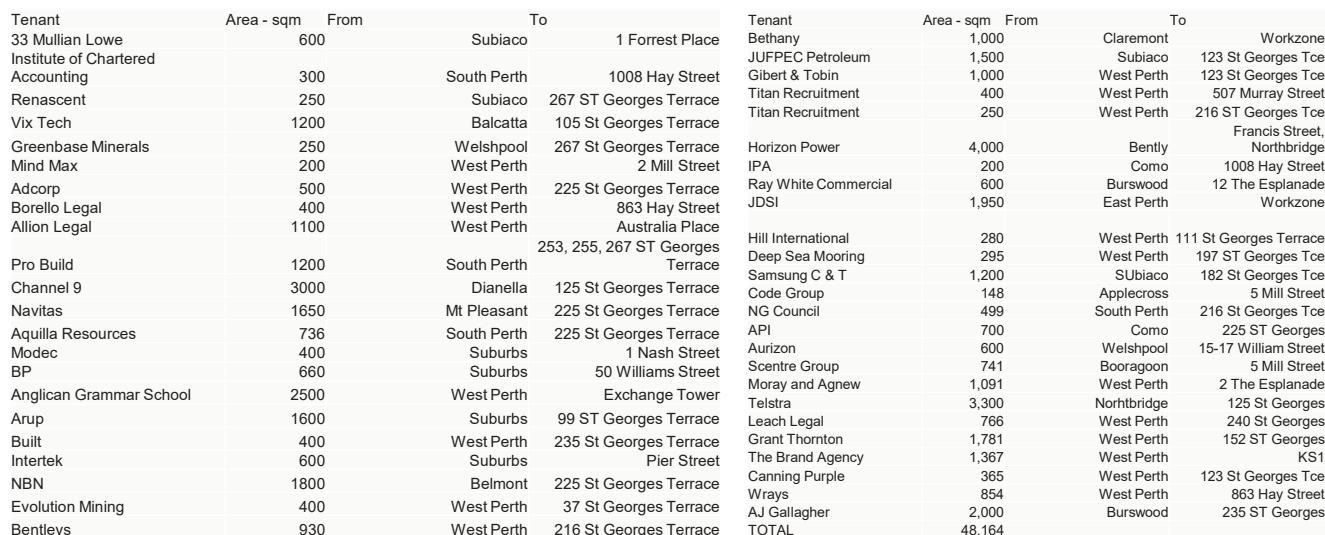 Tenant Area - sqm From To
33 Mullian Lowe 600 Subiaco 1 Forrest Place
Institute of Chartered
Accounting 300 South Perth 1008 Hay Street
Renascent 250 Subiaco 267 ST Georges Terrace
Vix Tech 1200 Balcatta 105 St Georges Terrace
Greenbase Minerals 250 Welshpool 267 St Georges Terrace
Mind Max 200 West Perth 2 Mill Street
Adcorp 500 West Perth 225 St Georges Terrace
Borello Legal 400 West Perth 863 Hay Street
Allion Legal 1100 West Perth Australia Place
253, 255, 267 ST Georges
Pro Build 1200 South Perth Terrace
Channel 9 3000 Dianella 125 St Georges Terrace
Navitas 1650 Mt Pleasant 225 St Georges Terrace
Aquilla Resources 736 South Perth 225 St Georges Terrace
Modec 400 Suburbs 1 Nash Street
BP 660 Suburbs 50 Williams Street
Anglican Grammar School 2500 West Perth Exchange Tower
Arup 1600 Suburbs 99 ST Georges Terrace
Built 400 West Perth 235 St Georges Terrace
Intertek 600 Suburbs Pier Street
NBN 1800 Belmont 225 St Georges Terrace
Evolution Mining 400 West Perth 37 St Georges Terrace
Bentleys 930 West Perth 216 St Georges Terrace
Tenant Area - sqm From To
Bethany 1,000 Claremont Workzone
JUFPEC Petroleum 1,500 Subiaco 123 St Georges Tce
Gibert & Tobin 1,000 West Perth 123 St Georges Tce
Titan Recruitment 400 West Perth 507 Murray Street
Titan Recruitment 250 West Perth 216 ST Georges Tce
Francis Street,
Horizon Power 4,000 Bently Northbridge
IPA 200 Como 1008 Hay Street
Ray White Commercial 600 Burswood 12 The Esplanade
JDSI 1,950 East Perth Workzone
Hill International 280 West Perth 111 St Georges Terrace
Deep Sea Mooring 295 West Perth 197 ST Georges Tce
Samsung C & T 1,200 SUbiaco 182 St Georges Tce
Code Group 148 Applecross 5 Mill Street
NG Council 499 South Perth 216 St Georges Tce
API 700 Como 225 ST Georges
Aurizon 600 Welshpool 15-17 William Street
Scentre Group 741 Booragoon 5 Mill Street
Moray and Agnew 1,091 West Perth 2 The Esplanade
Telstra 3,300 Norhtbridge 125 St Georges
Leach Legal 766 West Perth 240 St Georges
Grant Thornton 1,781 West Perth 152 ST Georges
The Brand Agency 1,367 West Perth KS1
Canning Purple 365 West Perth 123 St Georges Tce
Wrays 854 West Perth 863 Hay Street
AJ Gallagher 2,000 Burswood 235 ST Georges
TOTAL 48,164